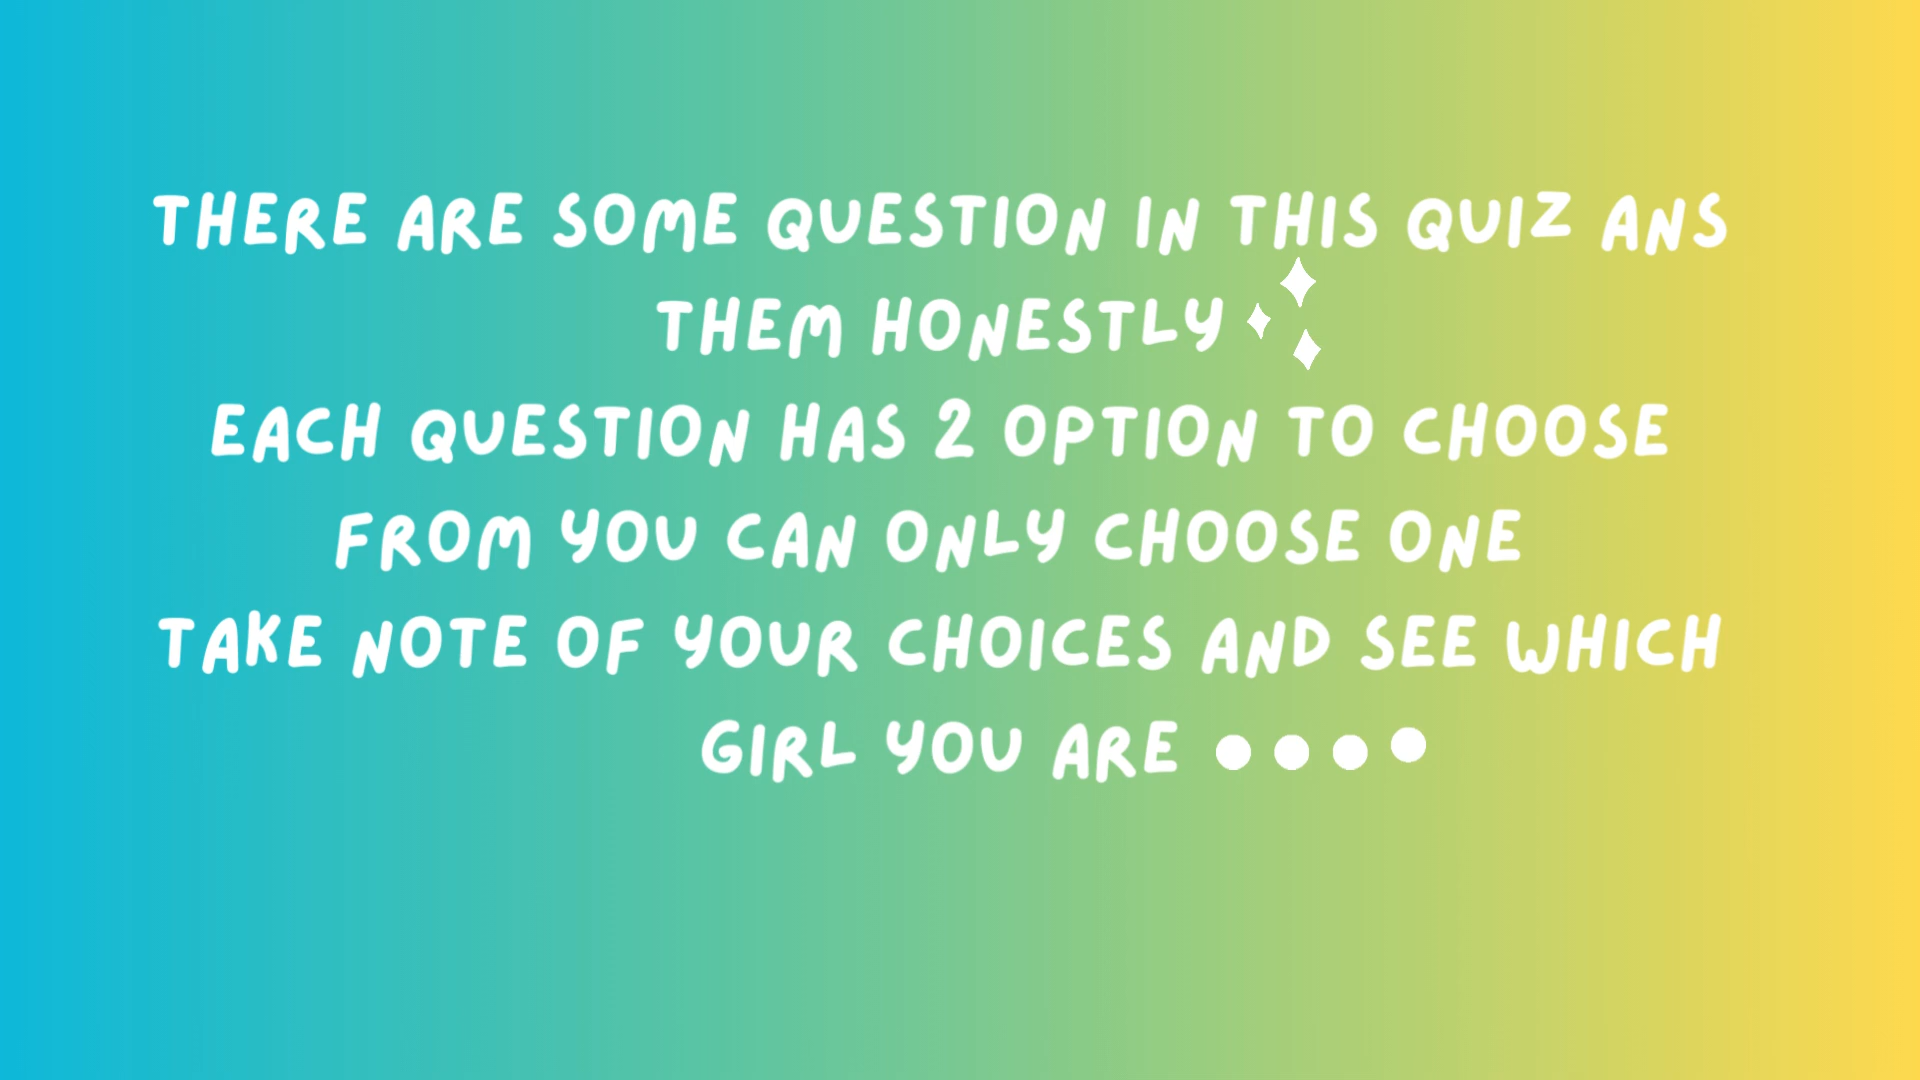 THERE ARE SOME QUESTION IN THIS QUIZ ANS
THEM HONESTLY
EACH QUESTION HAS 2 OPTION TO CHOOSE
FROM YOU CAN ONLY CHOOSE ONE
TAKE NOTE OF YOUR CHOICES AND SEE WHICH
GIRL YOU ARE ....